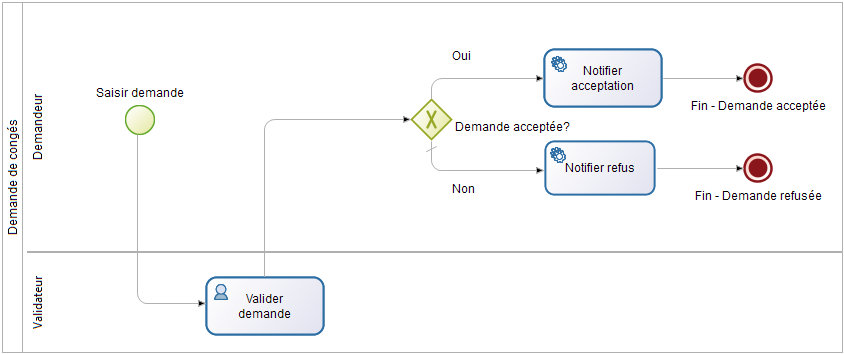 Demande de congés
Demandeur
Saisir demande
Oui
Notifier
acceptation
Fin - Demande acceptée
Demande acceptée?
Notifier refus
Non
Fin - Demande refusée
Validateur
Valider
demande